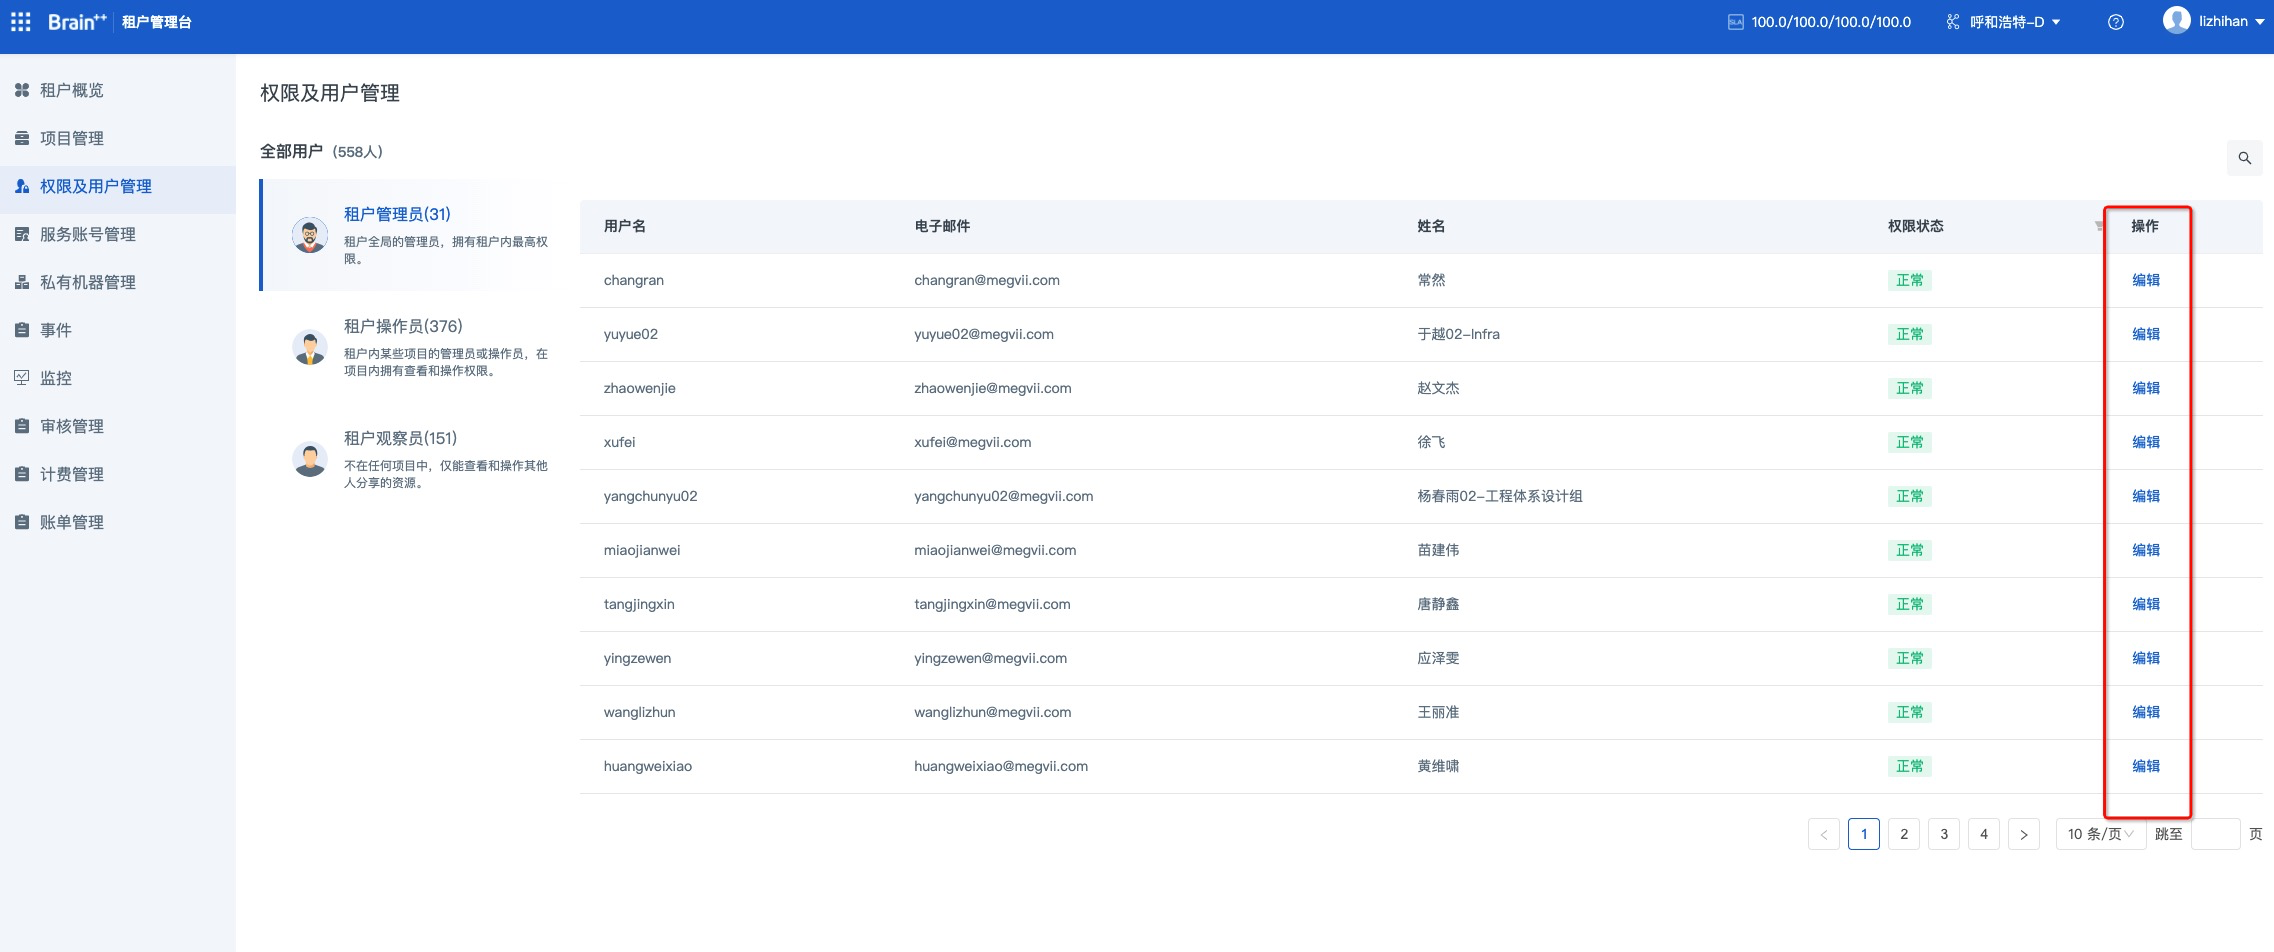 Brain++ 租户管理台
SLA 100.0/100.0/100.0/100.0 呼和浩特-D lizhihan
租户概览
项目管理
权限及用户管理
服务账号管理
私有机器管理
事件
监控
审核管理
计费管理
账单管理
权限及用户管理
全部用户 (558人)
租户管理员(31)
租户全局的管理员，拥有租户内最高权
限。
租户操作员(376)
租户内某些项目的管理员或操作员，在
项目内拥有查看和操作权限。
租户观察员(151)
不在任何项目中，仅能查看和操作其他
人分享的资源。
用户名 电子邮件 姓名 权限状态 操作
changran changran@megvii.com 常然 正常 编辑
yuyue02 yuyue02@megvii.com 于越02-Infra 正常 编辑
zhaowenjie zhaowenjie@megvii.com 赵文杰 正常 编辑
xufei xufei@megvii.com 徐飞 正常 编辑
yangchunyu02 yangchunyu02@megvii.com 杨春雨02-工程体系设计组 正常 编辑
miaojianwei miaojianwei@megvii.com 苗建伟 正常 编辑
tangjingxin tangjingxin@megvii.com 唐静鑫 正常 编辑
yingzewen yingzewen@megvii.com 应泽雯 正常 编辑
wanglizhun wanglizhun@megvii.com 王丽准 正常 编辑
huangweixiao huangweixiao@megvii.com 黄维啸 正常 编辑
< 1 2 3 4 > 10 条/页 跳至 页